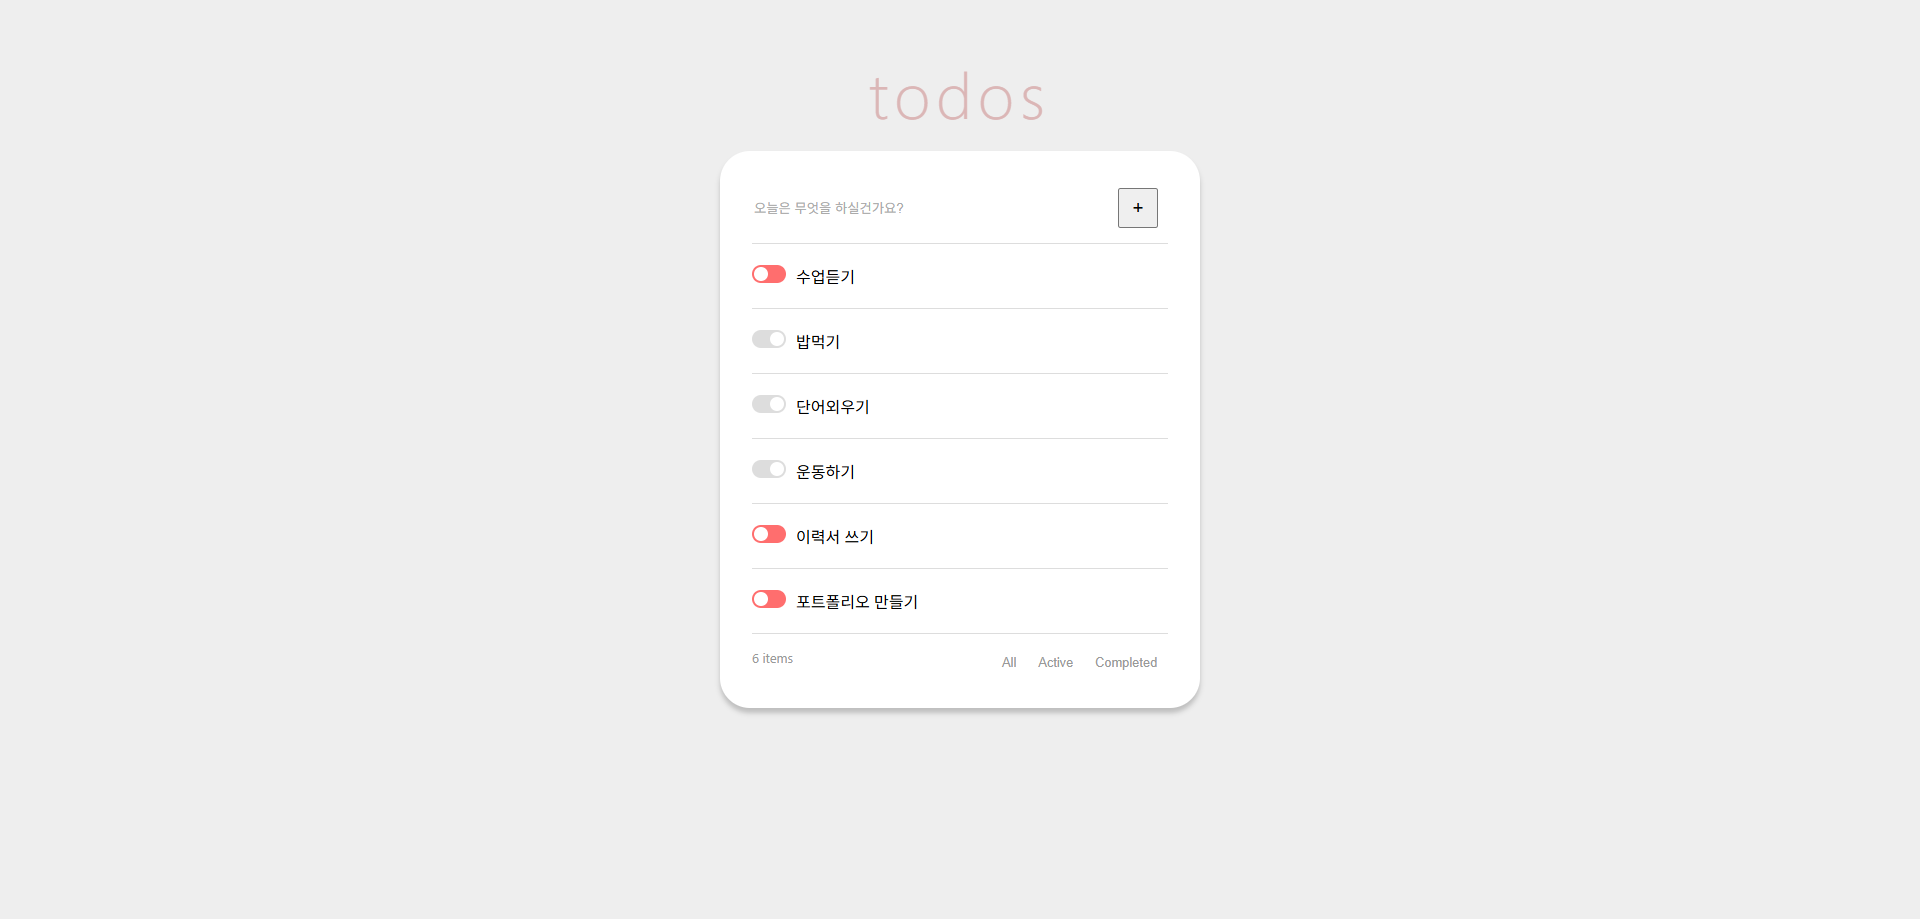 todos
오늘은 무엇을 하실건가요? +
수업듣기
밥먹기
단어외우기
운동하기
이력서 쓰기
포트폴리오 만들기
6 items All Active Completed